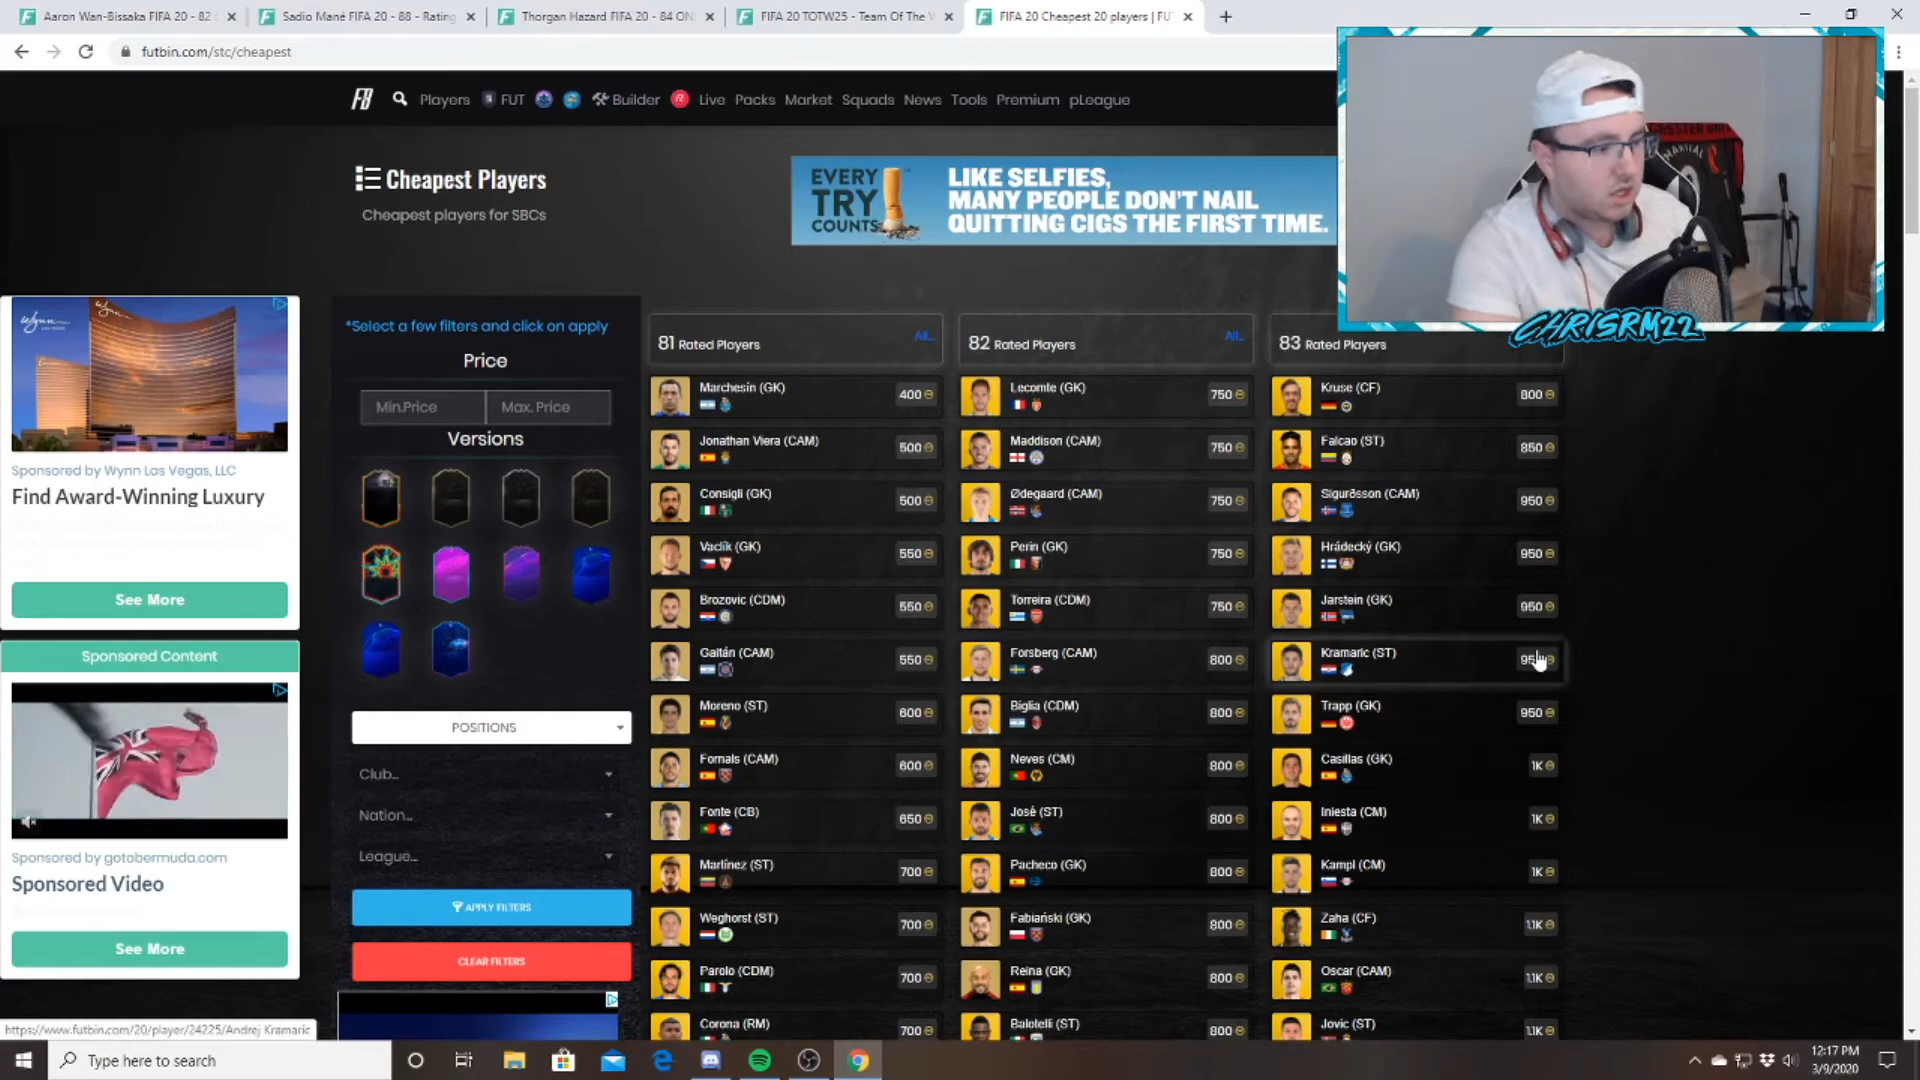 Aaron Wan-Bissaka FIFA 20 - 82
Sadio Mané FIFA 20 - 88 - Rating
Thorgan Hazard FIFA 20 - 84 ON
FIFA 20 TOTW25 - Team Of The
FIFA 20 Cheapest 20 players | FU
futbin.com/stc/cheapest
FB
Players
FUT
Builder
Live
Packs
Market
Squads
News
Tools
Premium
pLeague
Cheapest Players
Cheapest players for SBCs
EVERY
TRY
COUNTS
LIKE SELFIES,
MANY PEOPLE DON'T NAIL
QUITTING CIGS THE FIRST TIME.
CHRISRM22
Sponsored by Wynn Las Vegas, LLC
Find Award-Winning Luxury
See More
Sponsored Content
Sponsored by gotobermuda.com
Sponsored Video
See More
*Select a few filters and click on apply
Price
Min.Price
Max. Price
Versions
POSITIONS
Club...
Nation...
League...
APPLY FILTERS
CLEAR FILTERS
81 Rated Players
All...
Marchesín (GK)
400
Jonathan Viera (CAM)
500
Consigli (GK)
500
Vaclík (GK)
550
Brozovic (CDM)
550
Gaitán (CAM)
550
Moreno (ST)
600
Fornals (CAM)
600
Fonte (CB)
650
Martínez (ST)
700
Weghorst (ST)
700
Parolo (CDM)
700
Corona (RM)
700
82 Rated Players
All...
Lecomte (GK)
750
Maddison (CAM)
750
Ødegaard (CAM)
750
Perin (GK)
750
Torreira (CDM)
750
Forsberg (CAM)
800
Biglia (CDM)
800
Neves (CM)
800
José (ST)
800
Pacheco (GK)
800
Fabiański (GK)
800
Reina (GK)
800
Balotelli (ST)
800
83 Rated Players
Kruse (CF)
800
Falcao (ST)
850
Sigurðsson (CAM)
950
Hrádecký (GK)
950
Jarstein (GK)
950
Kramaric (ST)
Trapp (GK)
950
Casillas (GK)
1K
Iniesta (CM)
1K
Kampl (CM)
1K
Zaha (CF)
1.1K
Oscar (CAM)
1.1K
Jovic (ST)
1.1K
https://www.futbin.com/20/player/24225/Andrej Kramaric
Type here to search
12:17 PM
3/9/2020